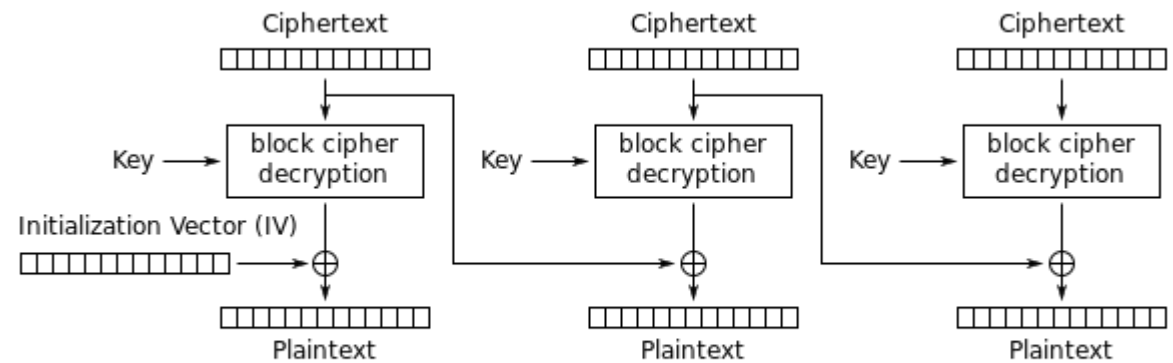 Ciphertext
Ciphertext
Ciphertext
Key
block cipher
decryption
Key
block cipher
decryption
Key
block cipher
decryption
Initialization Vector (IV)
Plaintext
Plaintext
Plaintext